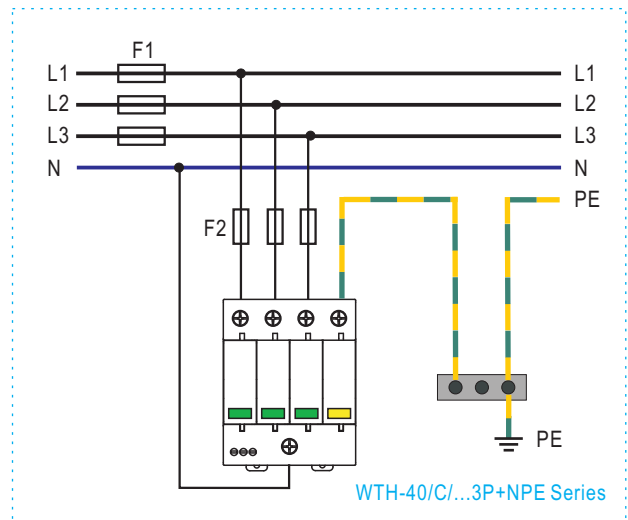 F1
L1 L1
L2 L2
L3 L3
N N
PE
F2
PE
WTH-40/C/...3P+NPE Series